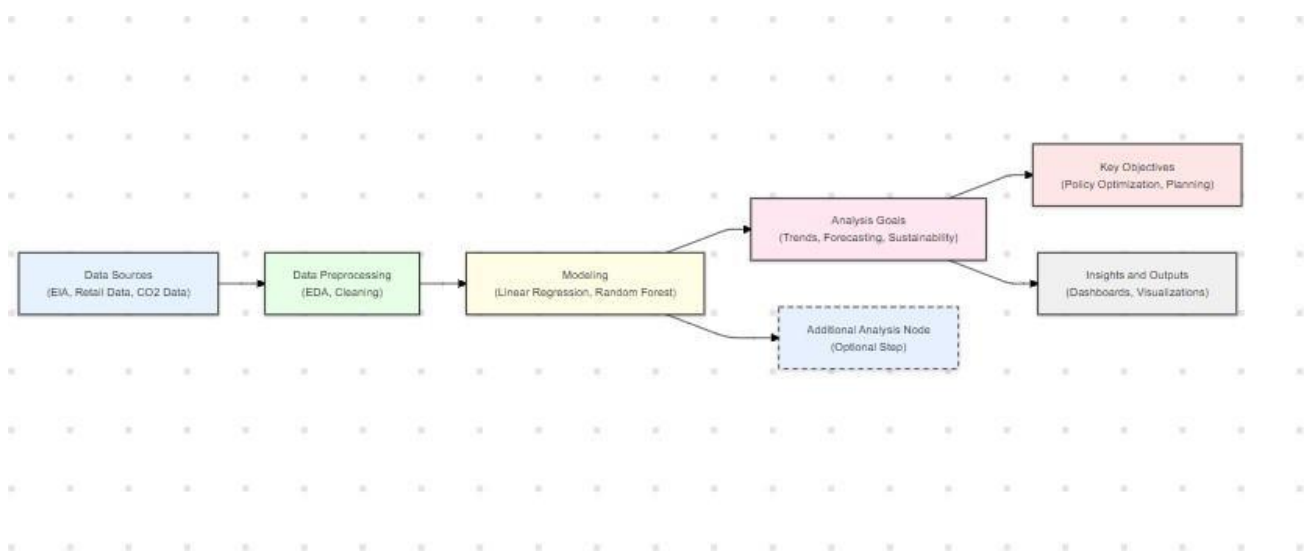 Data Sources
(EIA, Retail Data, CO2 Data)
Data Preprocessing
(EDA, Cleaning)
Modeling
(Linear Regression, Random Forest)
Analysis Goals
(Trends, Forecasting, Sustainability)
Additional Analysis Node
(Optional Step)
Key Objectives
(Policy Optimization, Planning)
Insights and Outputs
(Dashboards, Visualizations)